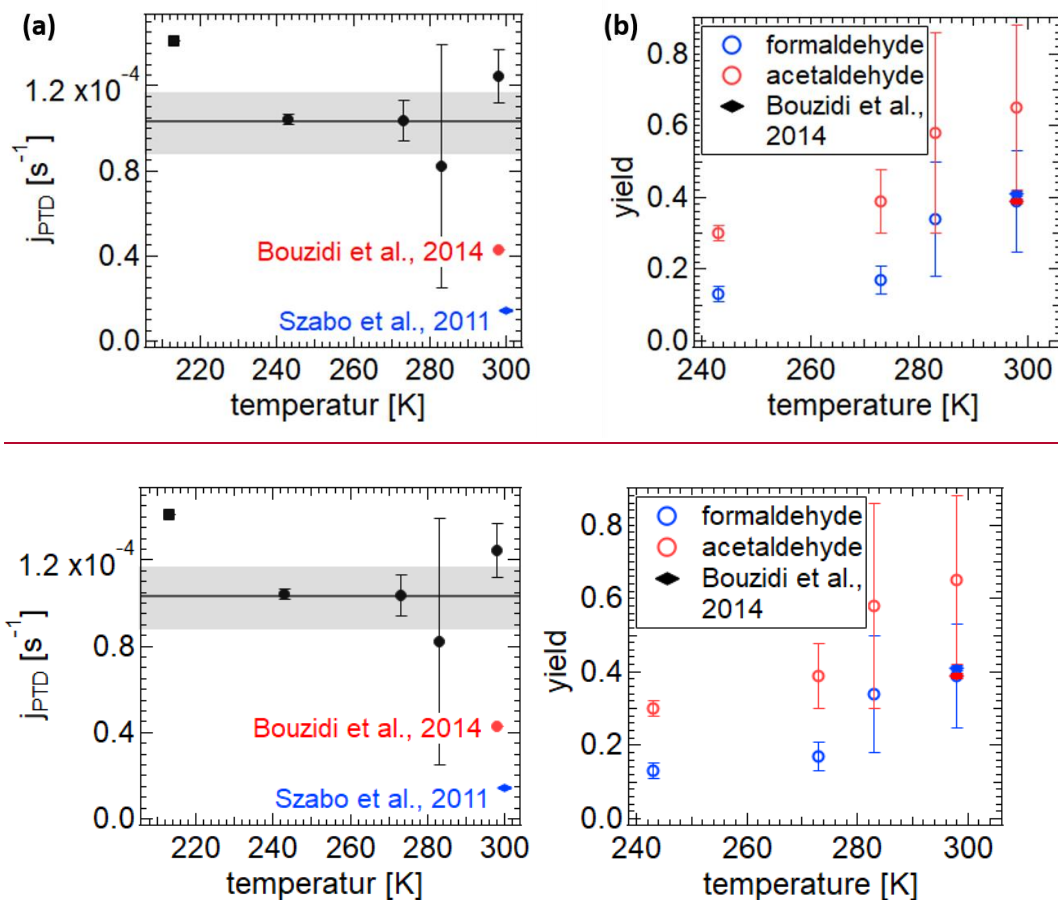 (a)
1.2 x10⁻⁴
0.8
0.4
0.0
j_PTD [s⁻¹]
Bouzidi et al., 2014
Szabo et al., 2011
220 240 260 280 300
temperatur [K]
(b)
0.8
0.6
0.4
0.2
0.0
yield
formaldehyde
acetaldehyde
Bouzidi et al.,
2014
240 260 280 300
temperature [K]
1.2 x10⁻⁴
0.8
0.4
0.0
j_PTD [s⁻¹]
Bouzidi et al., 2014
Szabo et al., 2011
220 240 260 280 300
temperatur [K]
0.8
0.6
0.4
0.2
0.0
yield
formaldehyde
acetaldehyde
Bouzidi et al.,
2014
240 260 280 300
temperature [K]